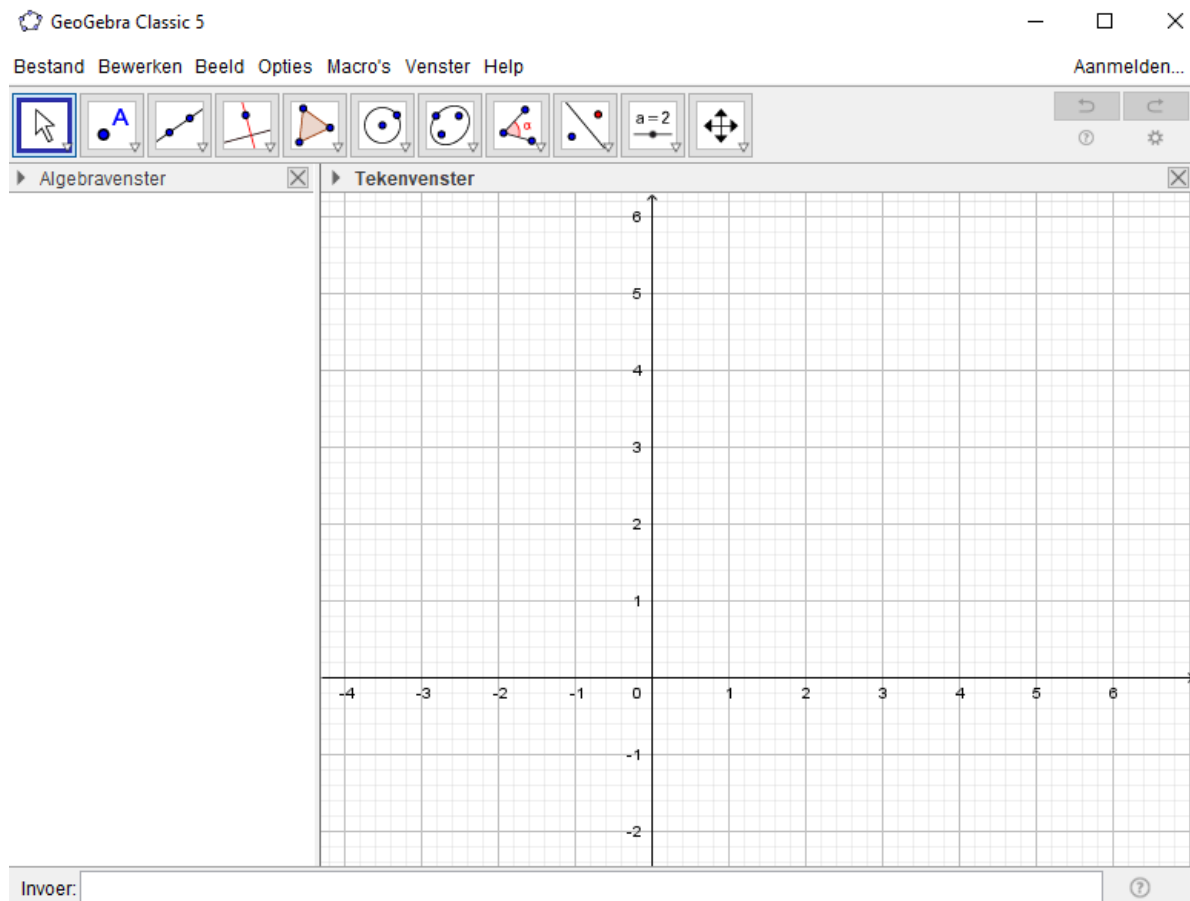 GeoGebra Classic 5
Bestand Bewerken Beeld Opties Macro's Venster Help Aanmelden...
A α a = 2
Algebravenster Tekenvenster
6
5
4
3
2
1
-4 -3 -2 -1 0 1 2 3 4 5 6
-1
-2
Invoer: